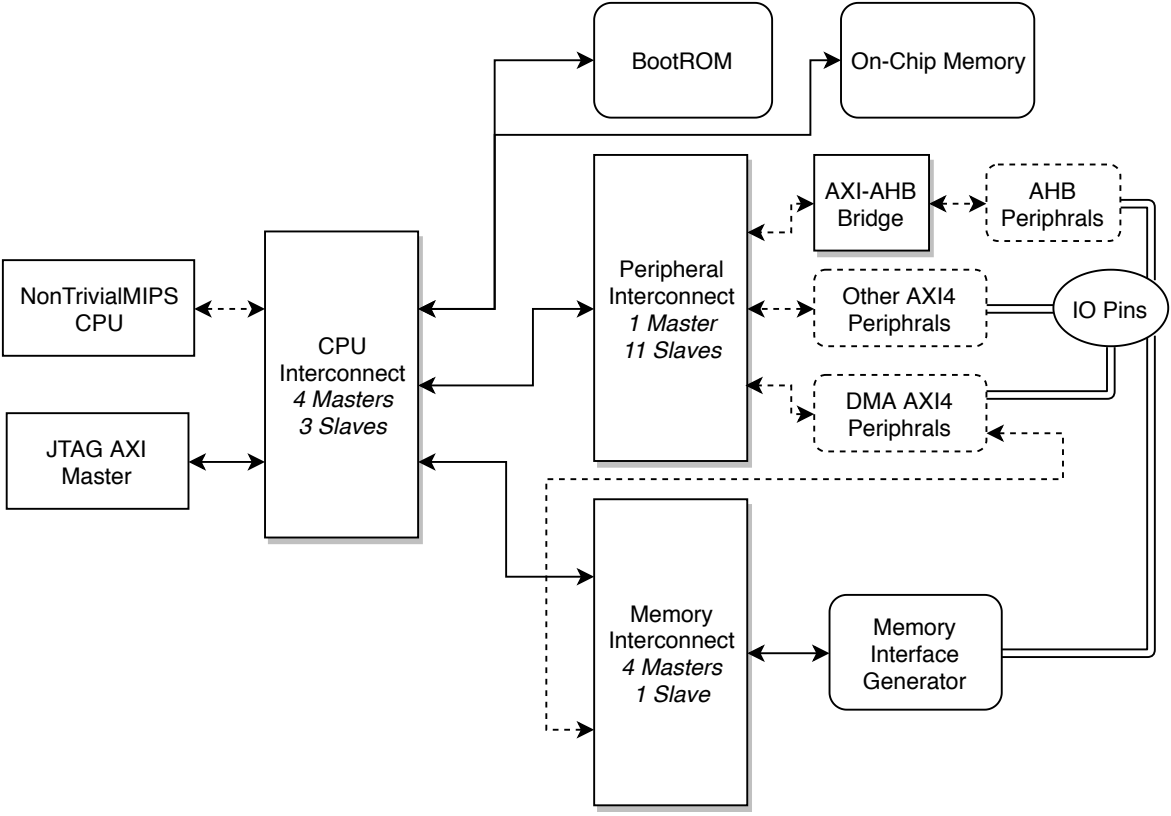 BootROM
On-Chip Memory
NonTrivialMIPS
CPU
JTAG AXI
Master
CPU
Interconnect
4 Masters
3 Slaves
Peripheral
Interconnect
1 Master
11 Slaves
AXI-AHB
Bridge
AHB
Periphrals
Other AXI4
Periphrals
IO Pins
DMA AXI4
Periphrals
Memory
Interconnect
4 Masters
1 Slave
Memory
Interface
Generator